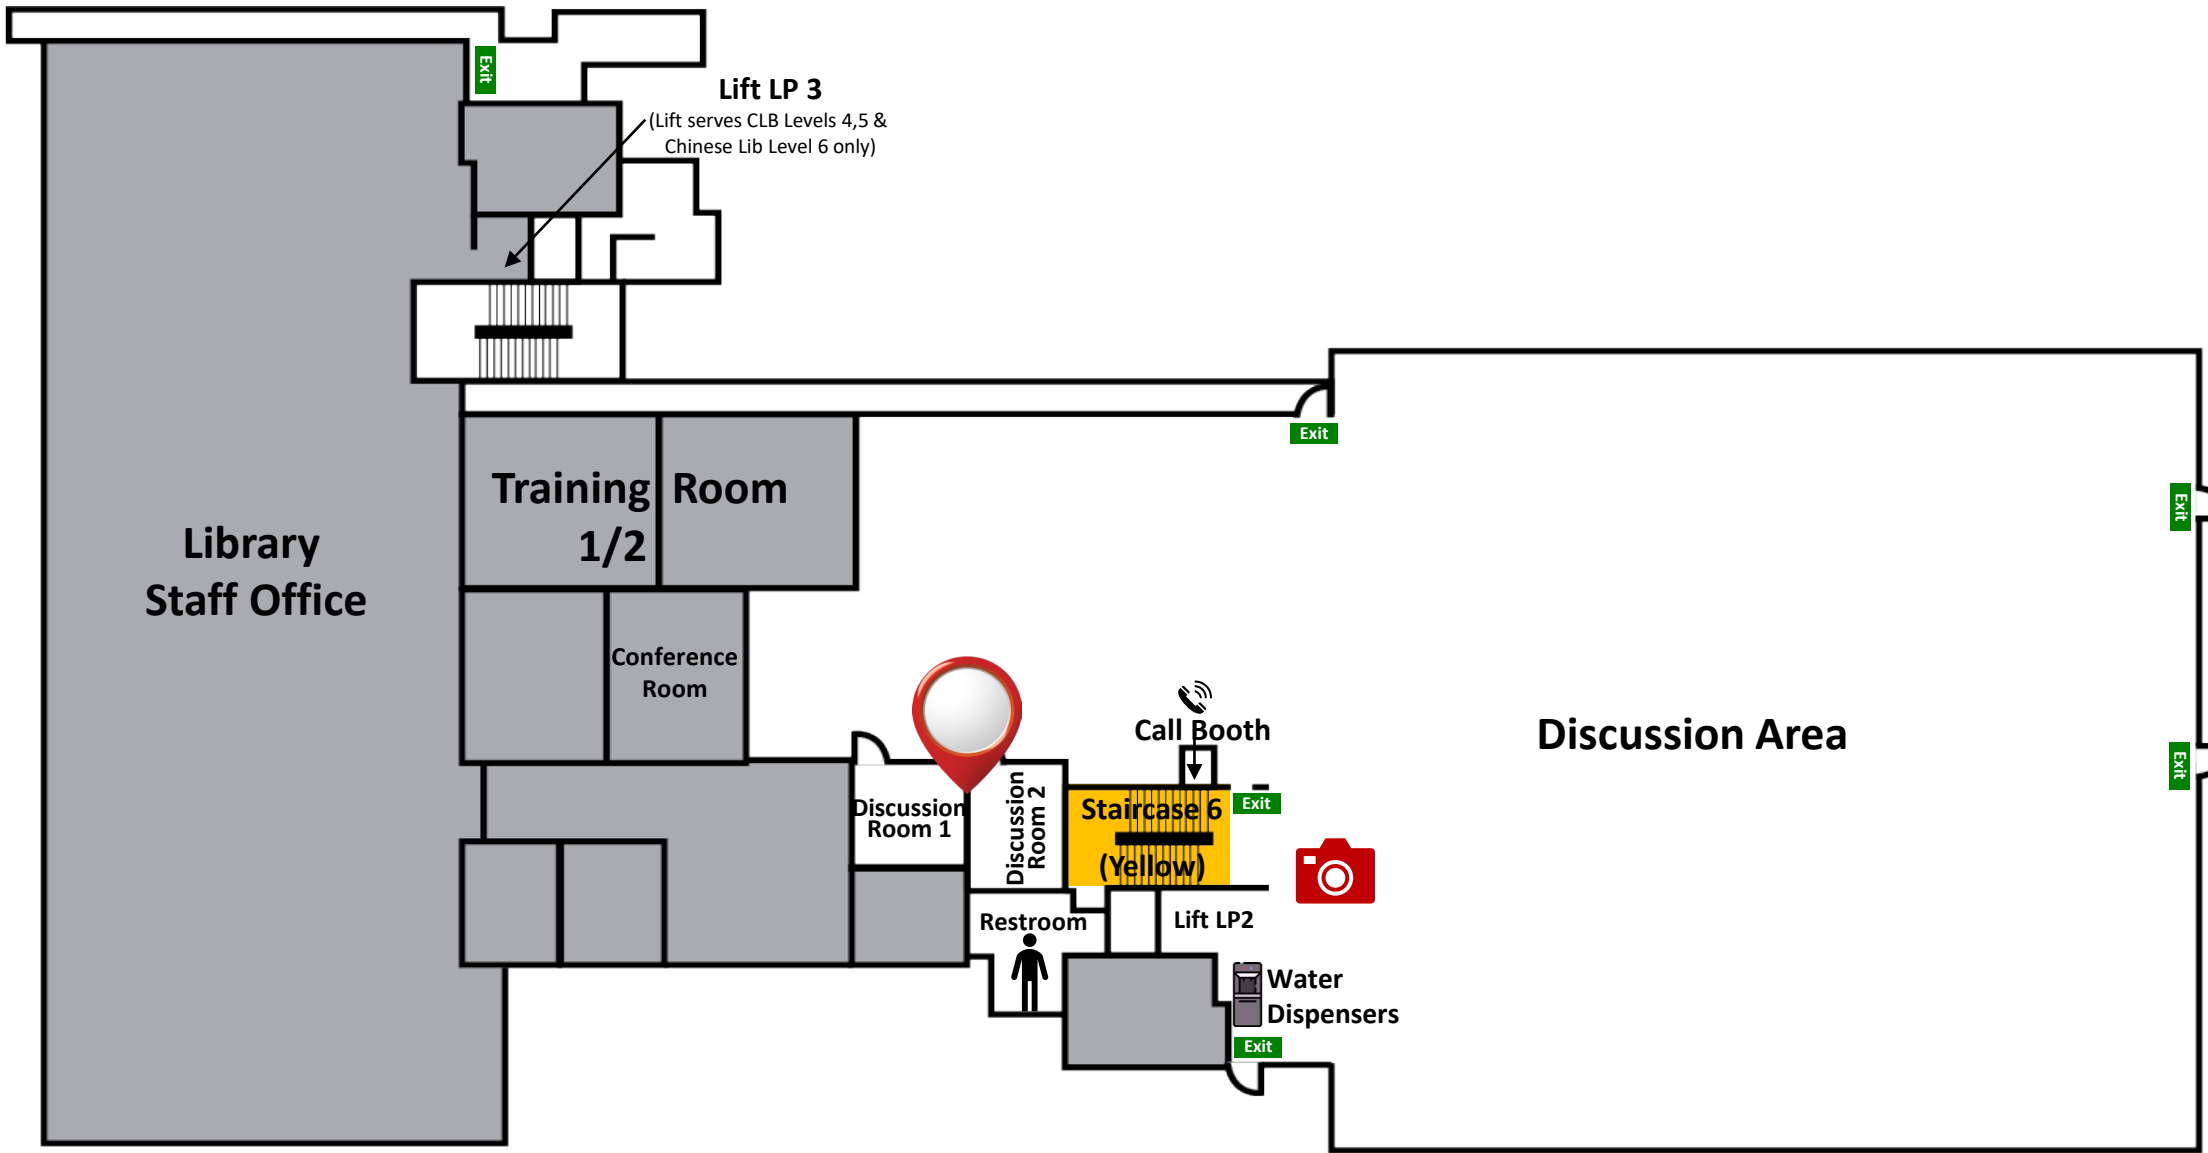 Exit
Lift LP 3
(Lift serves CLB Levels 4,5 &
Chinese Lib Level 6 only)
Exit
Exit
Training Room
1/2
Library
Staff Office
Conference
Room
Call Booth
Discussion Area
Exit
Discussion
Room 1
Discussion
Room 2
Staircase 6
(Yellow)
Exit
Restroom
Lift LP2
Water
Dispensers
Exit